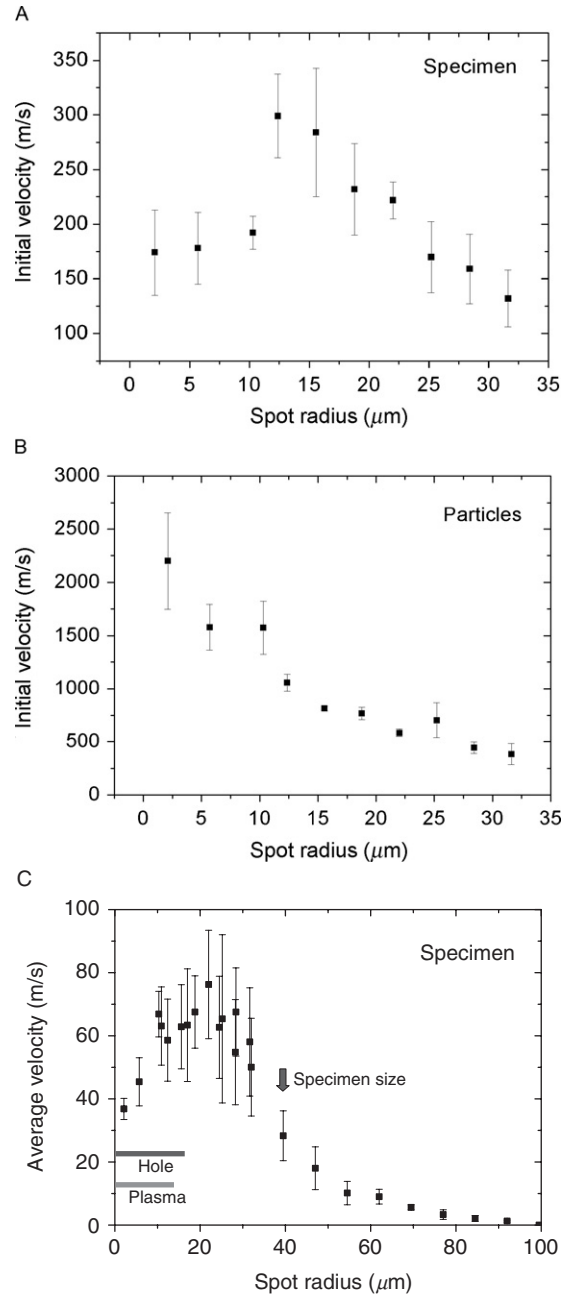 A
350
300
250
200
150
100
Initial velocity (m/s)
Specimen
0 5 10 15 20 25 30 35
Spot radius (μm)
B
3000
2500
2000
1500
1000
500
0
Initial velocity (m/s)
Particles
0 5 10 15 20 25 30 35
Spot radius (μm)
C
100
80
60
40
20
0
Average velocity (m/s)
Specimen
Specimen size
Hole
Plasma
0 20 40 60 80 100
Spot radius (μm)